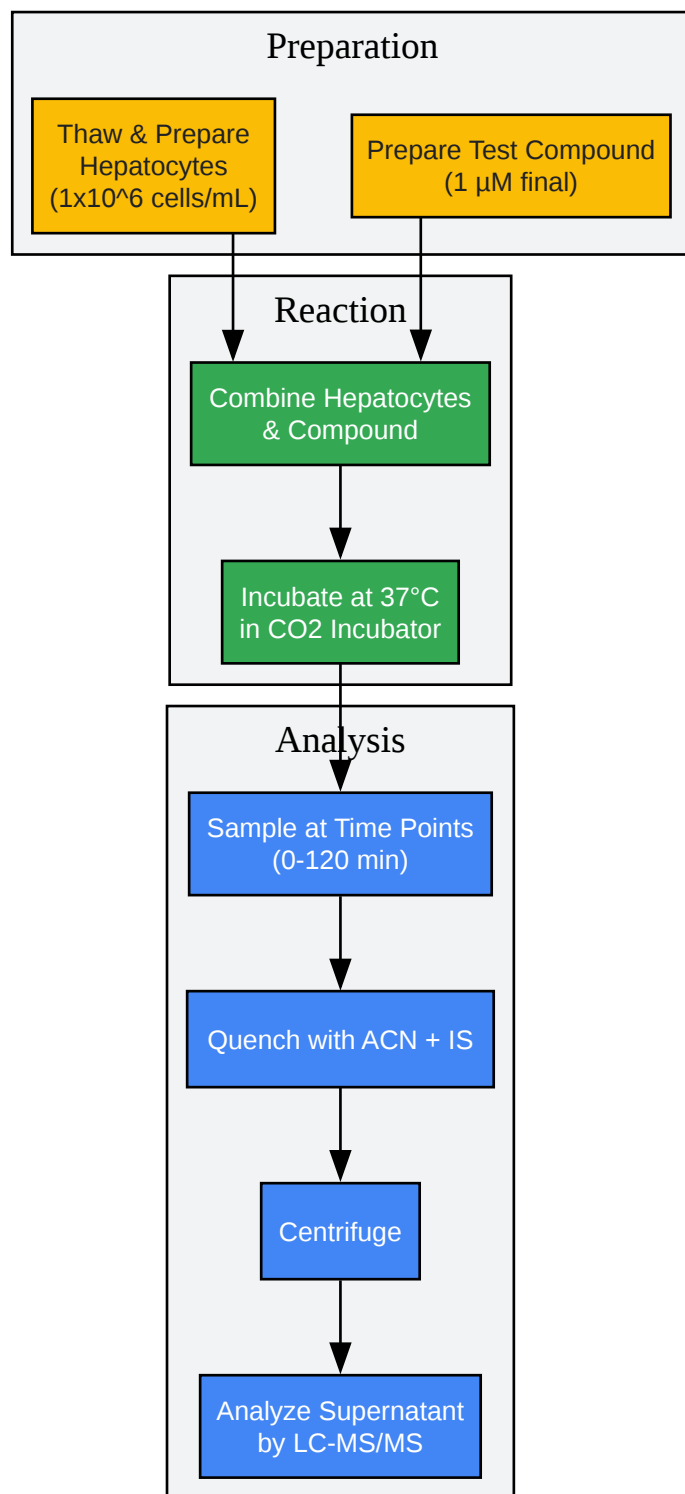 Preparation
Thaw & Prepare
Hepatocytes
(1x10^6 cells/mL)
Prepare Test Compound
(1 µM final)
Reaction
Combine Hepatocytes
& Compound
Incubate at 37°C
in CO2 Incubator
Analysis
Sample at Time Points
(0-120 min)
Quench with ACN + IS
Centrifuge
Analyze Supernatant
by LC-MS/MS